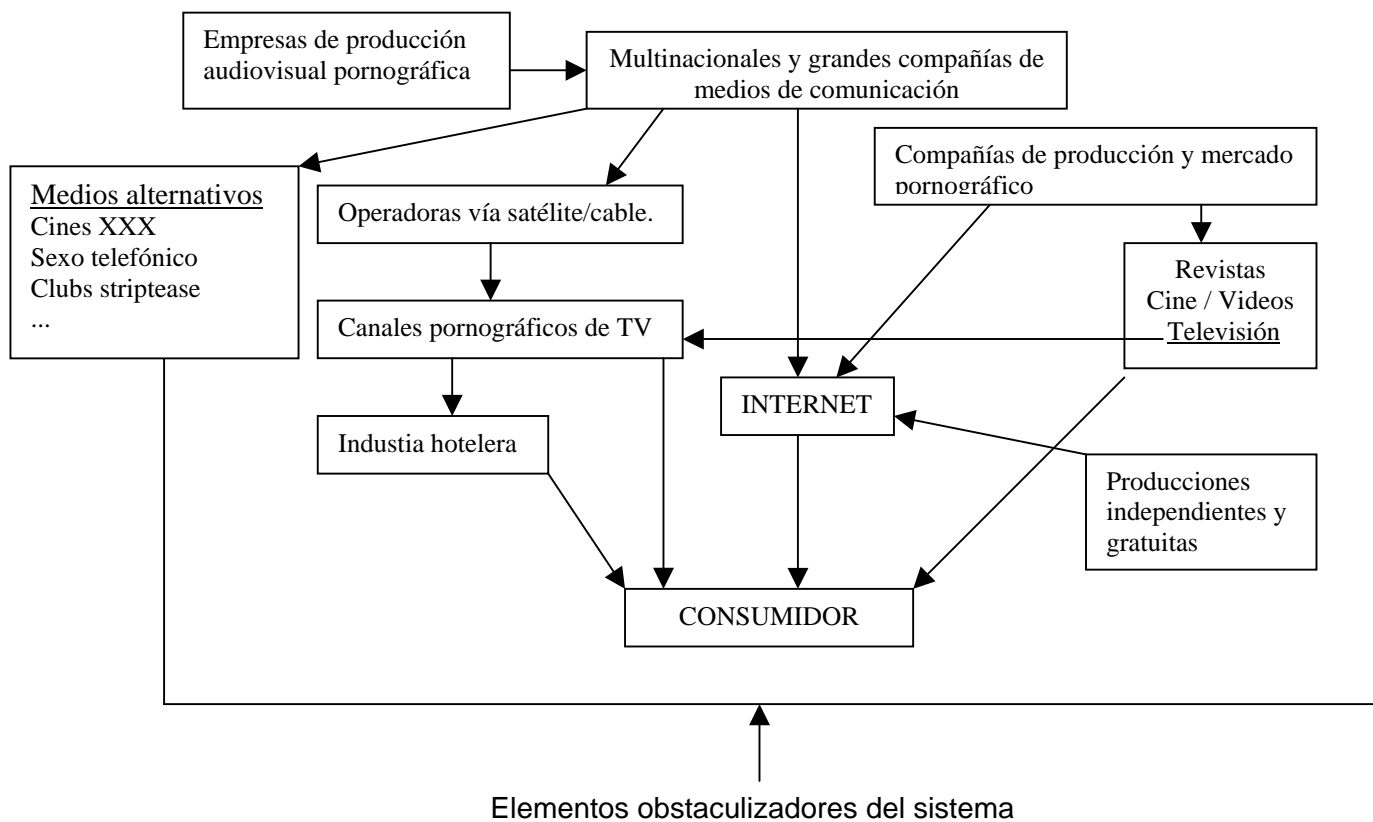 Empresas de producción
audiovisual pornográfica
Multinacionales y grandes compañías de
medios de comunicación
Compañías de producción y mercado
pornográfico
Medios alternativos
Cines XXX
Sexo telefónico
Clubs striptease
...
Operadoras vía satélite/cable.
Revistas
Cine / Videos
Televisión
Canales pornográficos de TV
INTERNET
Industia hotelera
Producciones
independientes y
gratuitas
CONSUMIDOR
Elementos obstaculizadores del sistema